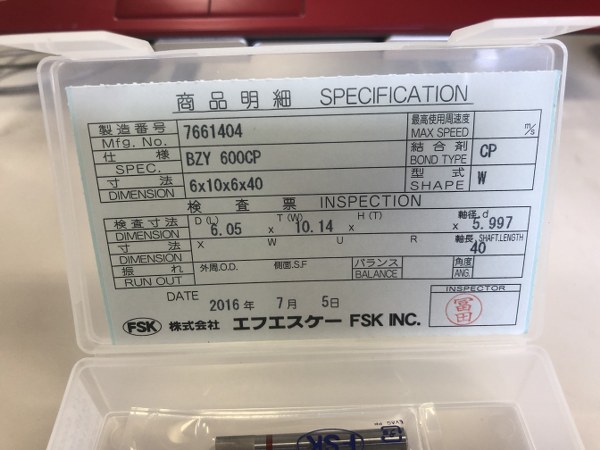 商品明細 SPECIFICATION
製造番号 Mfg. No. 7661404 最高使用周速度 MAX SPEED m/s
仕様 SPEC. BZY 600CP 結合剤 BOND TYPE CP
寸法 DIMENSION 6x10x6x40 型式 SHAPE W
検査票 INSPECTION
検査寸法 DIMENSION D(L) 6.05 x T(W) 10.14 x H(T) x 軸径.d 5.997
寸法 DIMENSION X W U R 軸長.SHAFT.LENGTH 40
振れ RUN OUT 外周.O.D. 側面.S.F バランス BALANCE 角度 ANG.
DATE 2016年 7月 5日
INSPECTOR 冨田
FSK 株式会社 エフエスケー FSK INC.
FSK